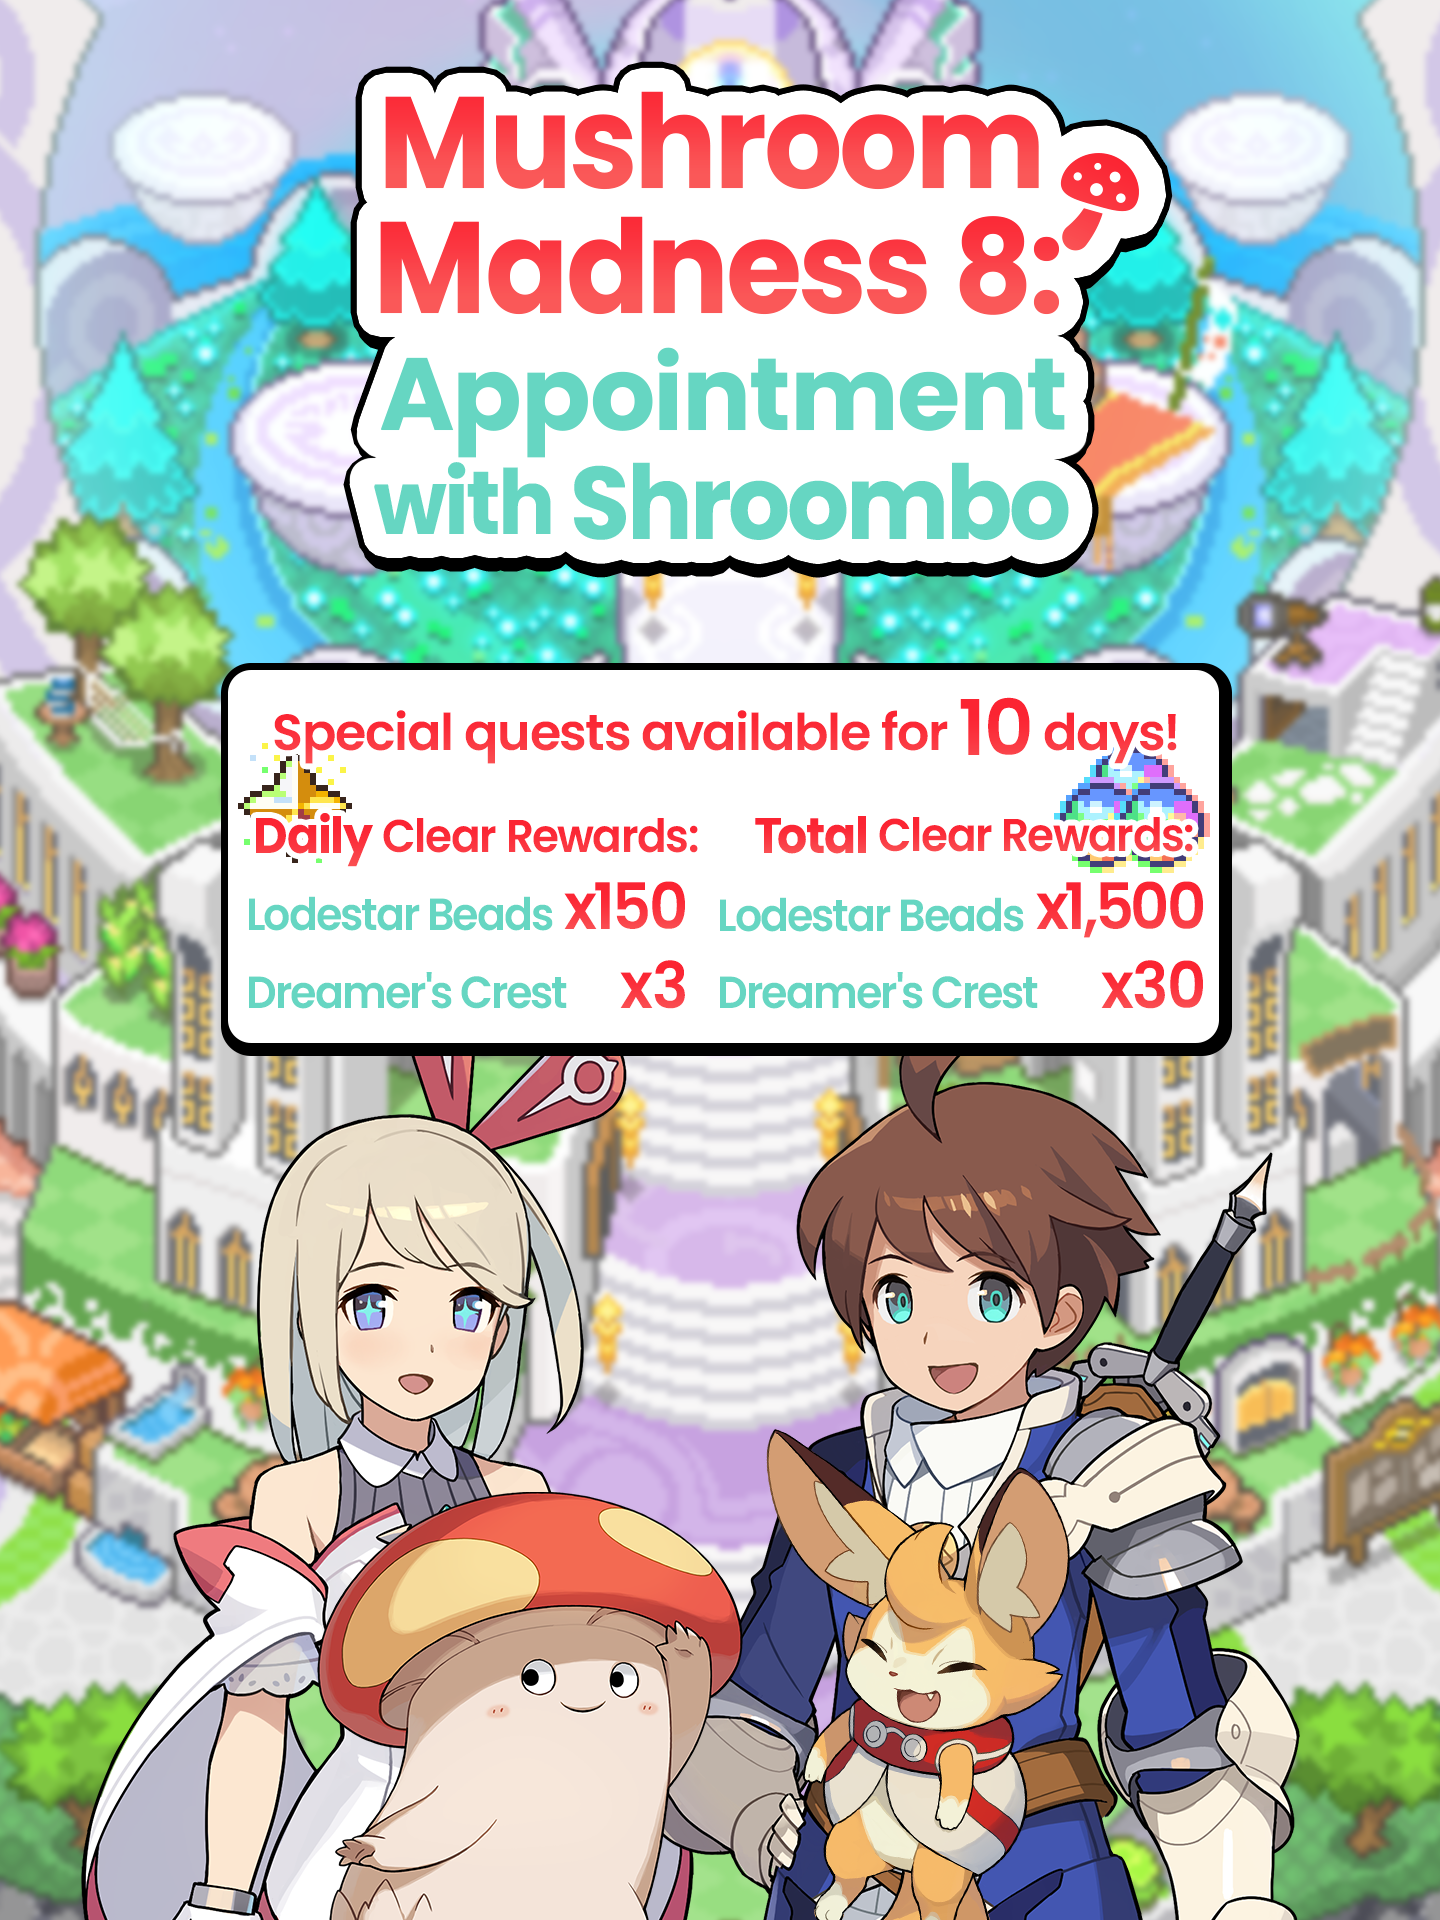 Mushroom
Madness 8:
Appointment
with Shroombo
Special quests available for 10 days!
Daily Clear Rewards:
Lodestar Beads x150
Dreamer's Crest x3
Total Clear Rewards:
Lodestar Beads x1,500
Dreamer's Crest x30